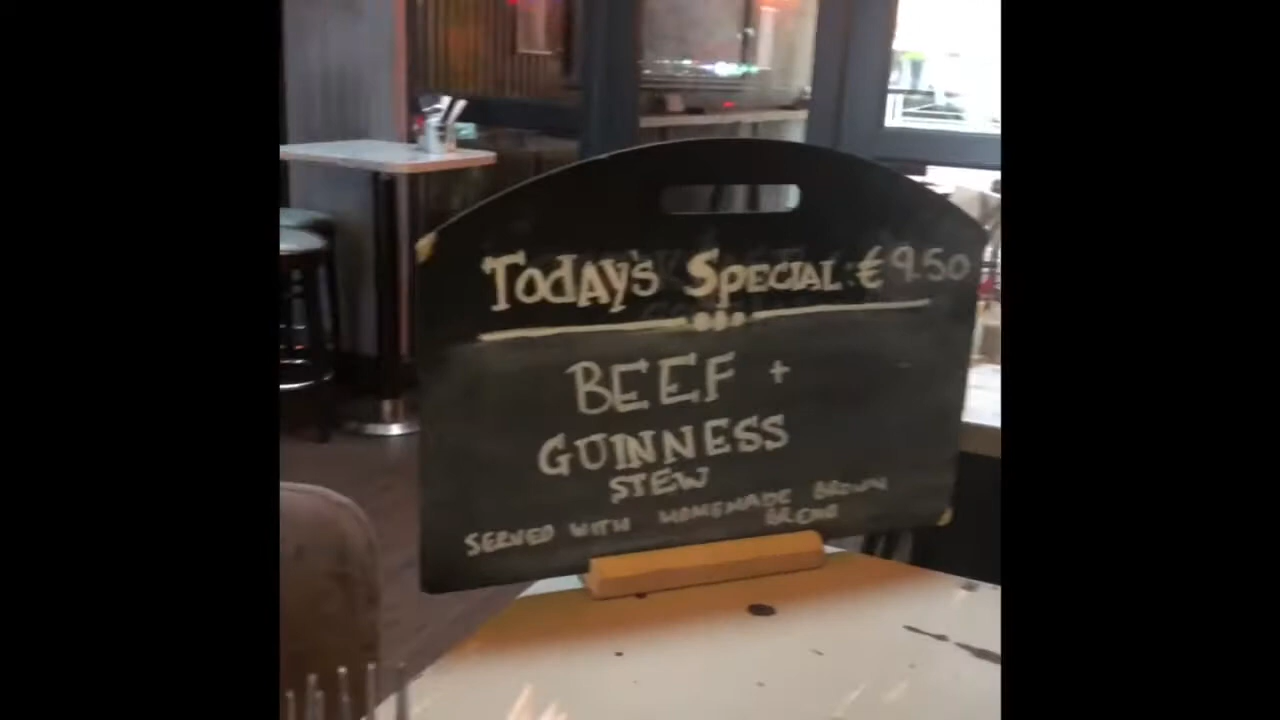 TODAY'S SPECIAL: €9.50
BEEF +
GUINNESS
STEW
SERVED WITH HOMEMADE BROWN
BREAD